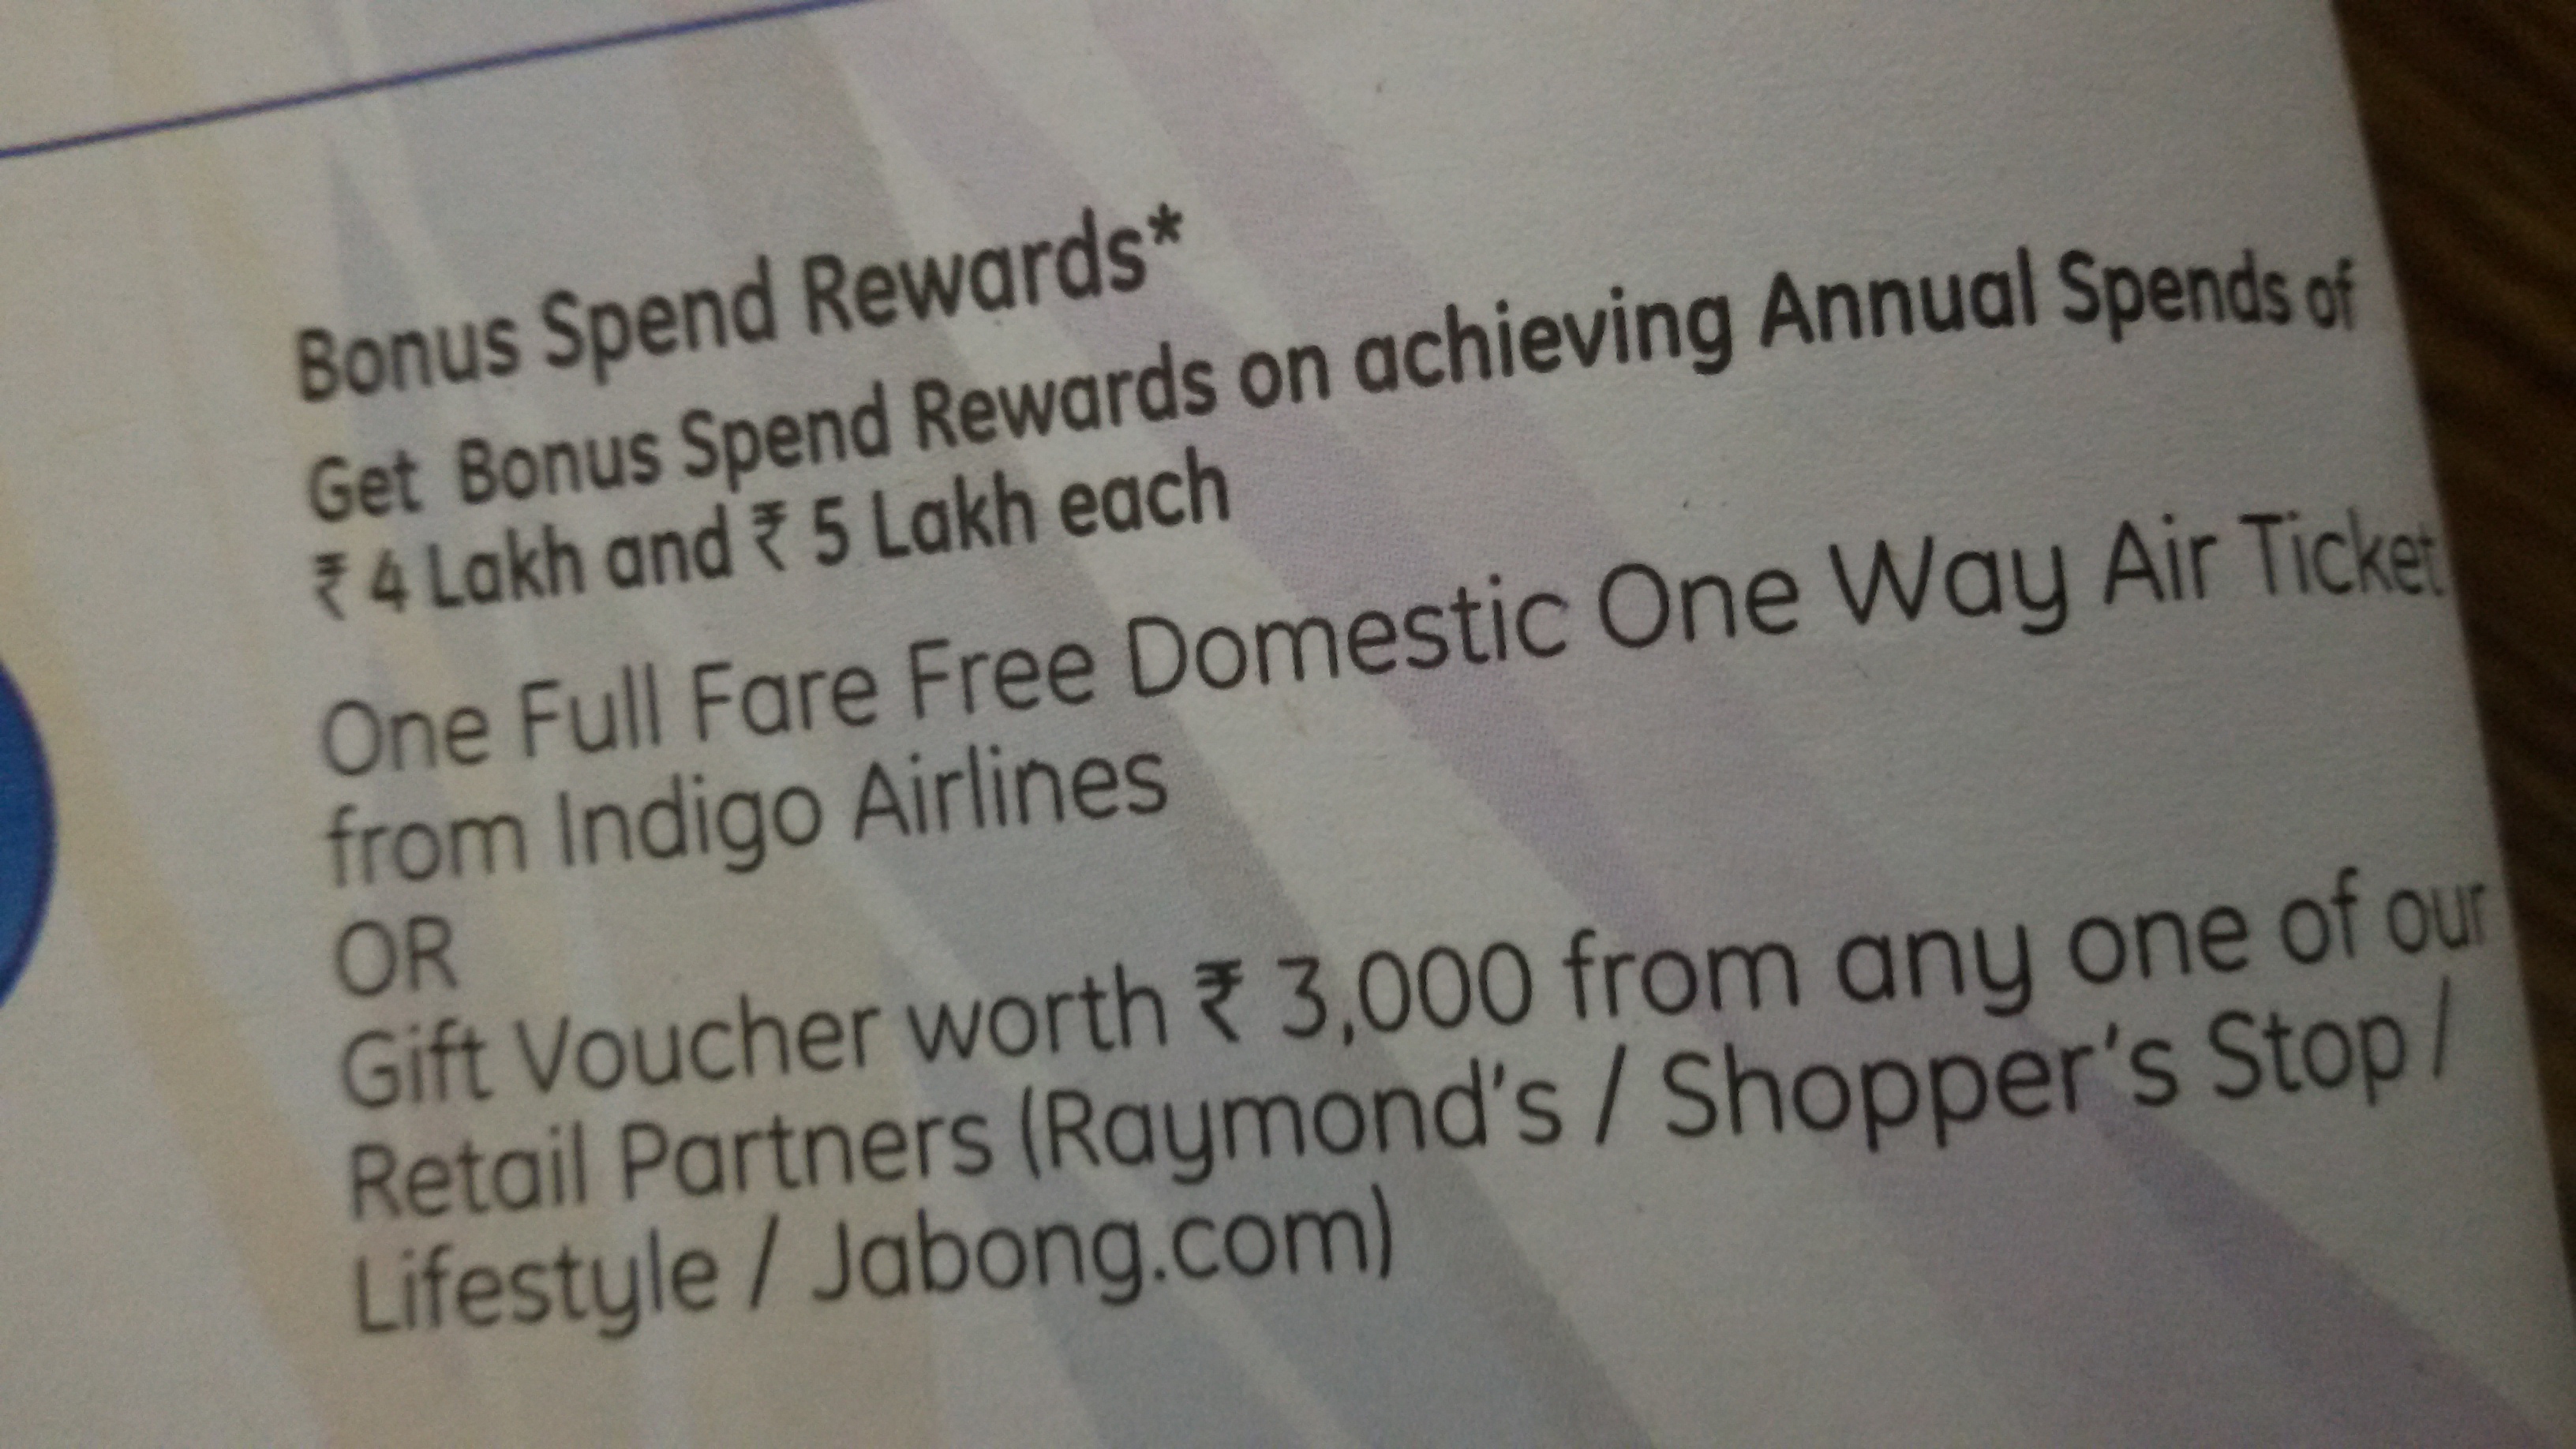 Bonus Spend Rewards*
Get Bonus Spend Rewards on achieving Annual Spends of
₹ 4 Lakh and ₹ 5 Lakh each
One Full Fare Free Domestic One Way Air Ticket
from Indigo Airlines
OR
Gift Voucher worth ₹ 3,000 from any one of our
Retail Partners (Raymond's / Shopper's Stop /
Lifestyle / Jabong.com)